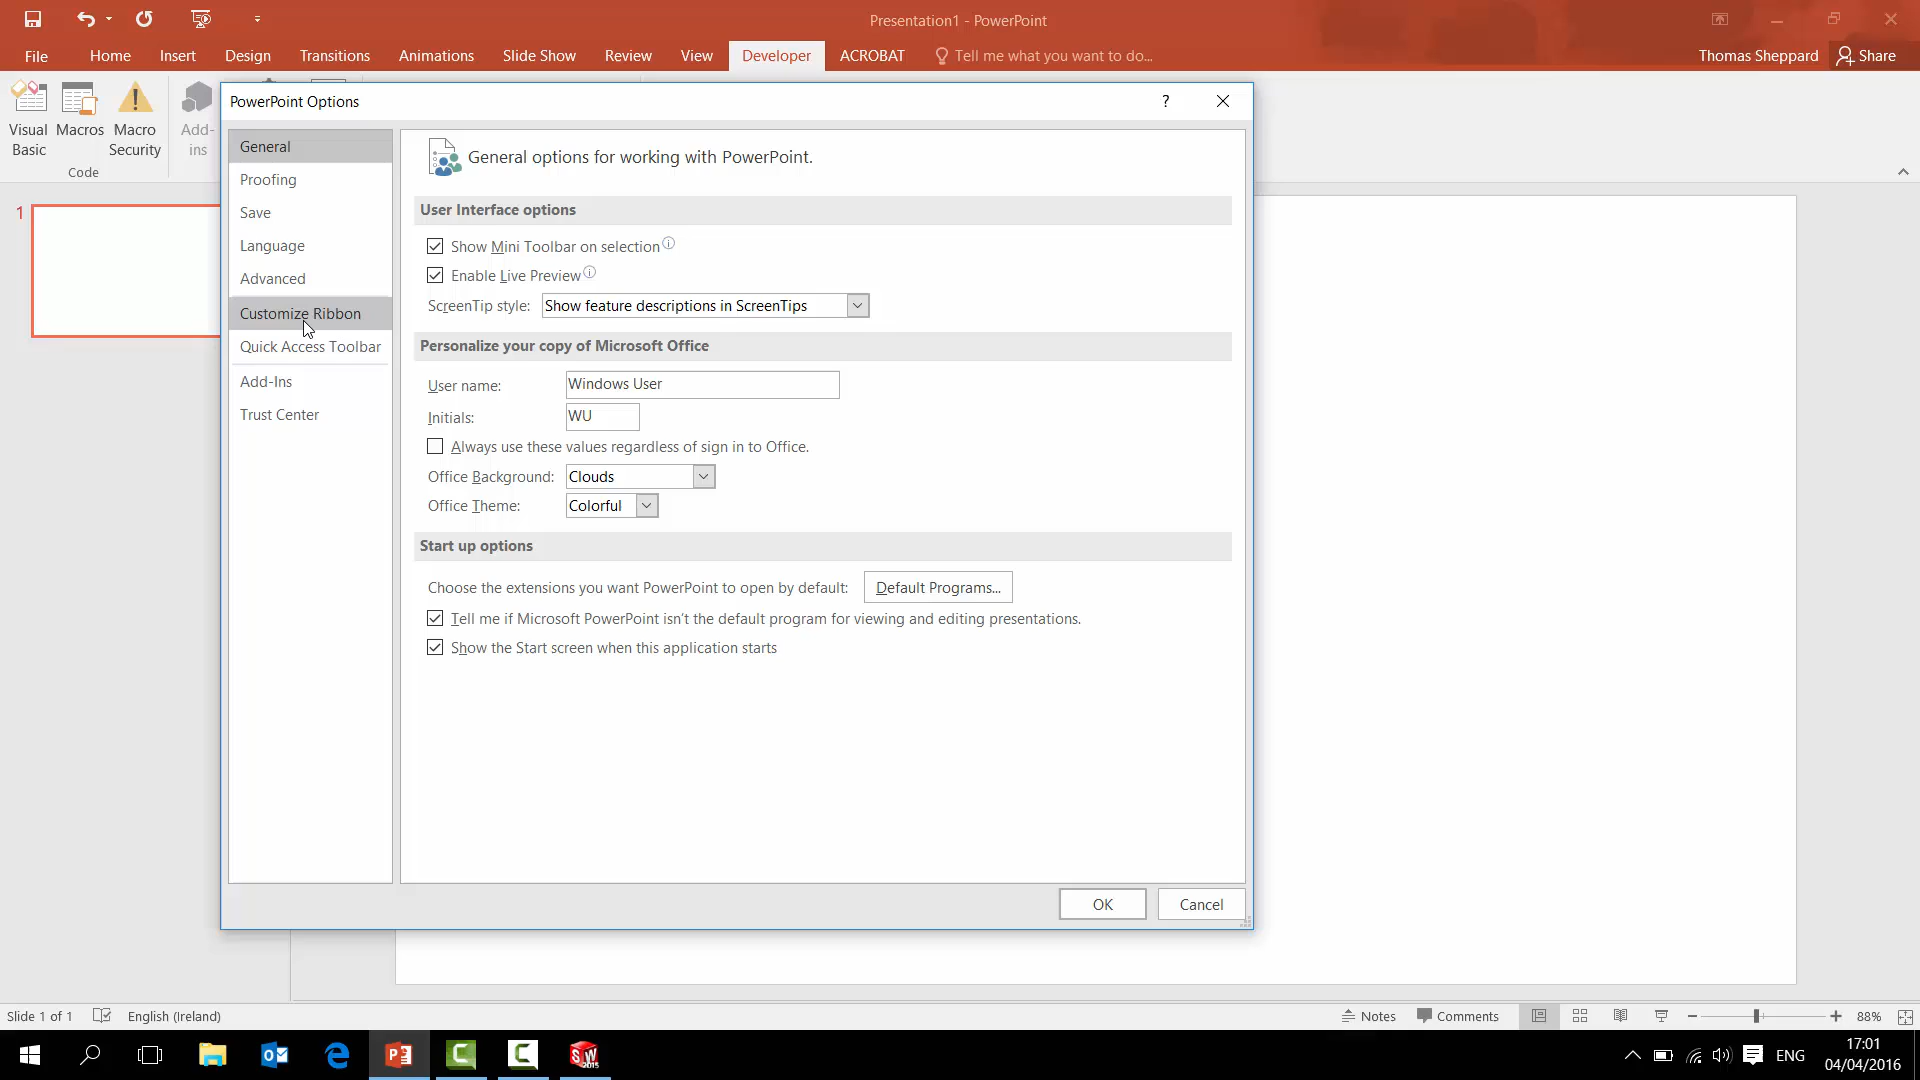 Presentation1 - PowerPoint
File Home Insert Design Transitions Animations Slide Show Review View Developer ACROBAT Tell me what you want to do... Thomas Sheppard Share
Visual Basic
Macros
Macro Security
Add-ins
Code
PowerPoint Options
?
General
Proofing
Save
Language
Advanced
Customize Ribbon
Quick Access Toolbar
Add-Ins
Trust Center
General options for working with PowerPoint.
User Interface options
Show Mini Toolbar on selection
Enable Live Preview
ScreenTip style: Show feature descriptions in ScreenTips
Personalize your copy of Microsoft Office
User name: Windows User
Initials: WU
Always use these values regardless of sign in to Office.
Office Background: Clouds
Office Theme: Colorful
Start up options
Choose the extensions you want PowerPoint to open by default: Default Programs...
Tell me if Microsoft PowerPoint isn't the default program for viewing and editing presentations.
Show the Start screen when this application starts
OK Cancel
1
Slide 1 of 1 English (Ireland) Notes Comments 88%
ENG
17:01
04/04/2016